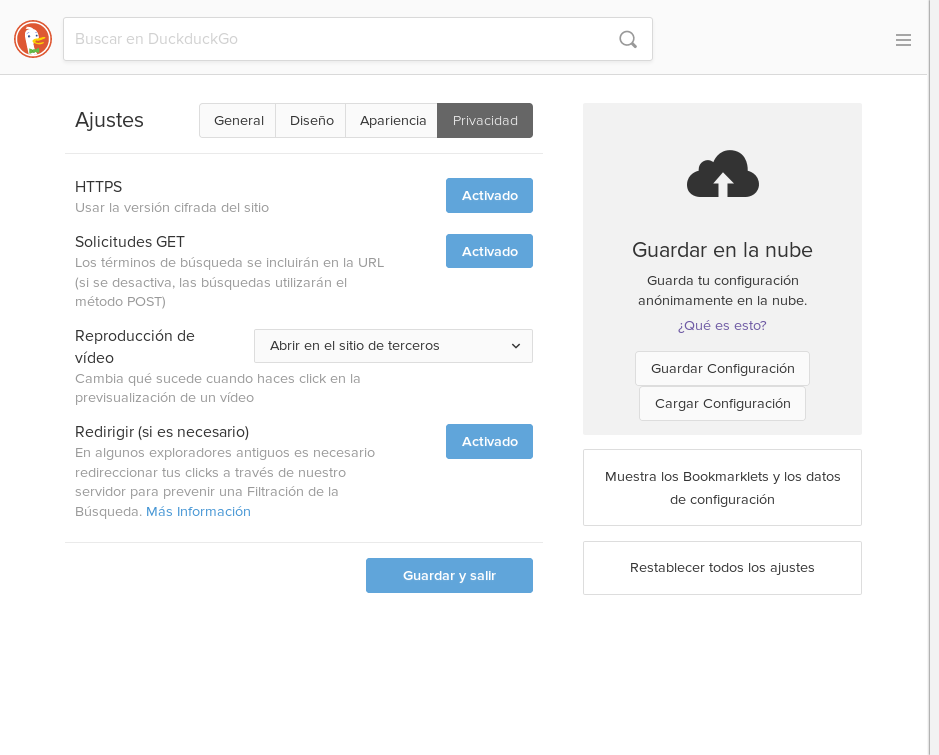 Buscar en DuckduckGo
Ajustes
General
Diseño
Apariencia
Privacidad
HTTPS
Activado
Usar la versión cifrada del sitio
Solicitudes GET
Activado
Los términos de búsqueda se incluirán en la URL
(si se desactiva, las búsquedas utilizarán el
método POST)
Reproducción de
vídeo
Abrir en el sitio de terceros
Cambia qué sucede cuando haces click en la
previsualización de un vídeo
Redirigir (si es necesario)
Activado
En algunos exploradores antiguos es necesario
redireccionar tus clicks a través de nuestro
servidor para prevenir una Filtración de la
Búsqueda. Más Información
Guardar y salir
Guardar en la nube
Guarda tu configuración
anónimamente en la nube.
¿Qué es esto?
Guardar Configuración
Cargar Configuración
Muestra los Bookmarklets y los datos
de configuración
Restablecer todos los ajustes